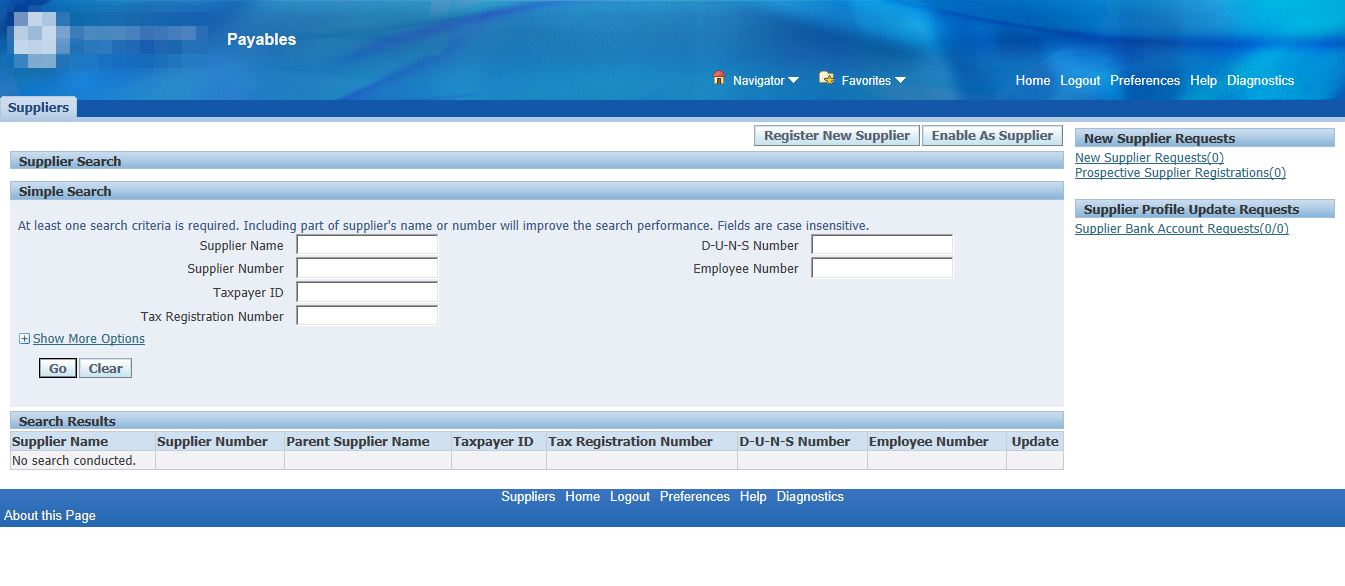 Payables
Navigator Favorites Home Logout Preferences Help Diagnostics
Suppliers
Register New Supplier Enable As Supplier
Supplier Search
Simple Search
At least one search criteria is required. Including part of supplier's name or number will improve the search performance. Fields are case insensitive.
Supplier Name D-U-N-S Number
Supplier Number Employee Number
Taxpayer ID
Tax Registration Number
Show More Options
Go Clear
Search Results
Supplier Name Supplier Number Parent Supplier Name Taxpayer ID Tax Registration Number D-U-N-S Number Employee Number Update
No search conducted.
New Supplier Requests
New Supplier Requests(0)
Prospective Supplier Registrations(0)
Supplier Profile Update Requests
Supplier Bank Account Requests(0/0)
Suppliers Home Logout Preferences Help Diagnostics
About this Page